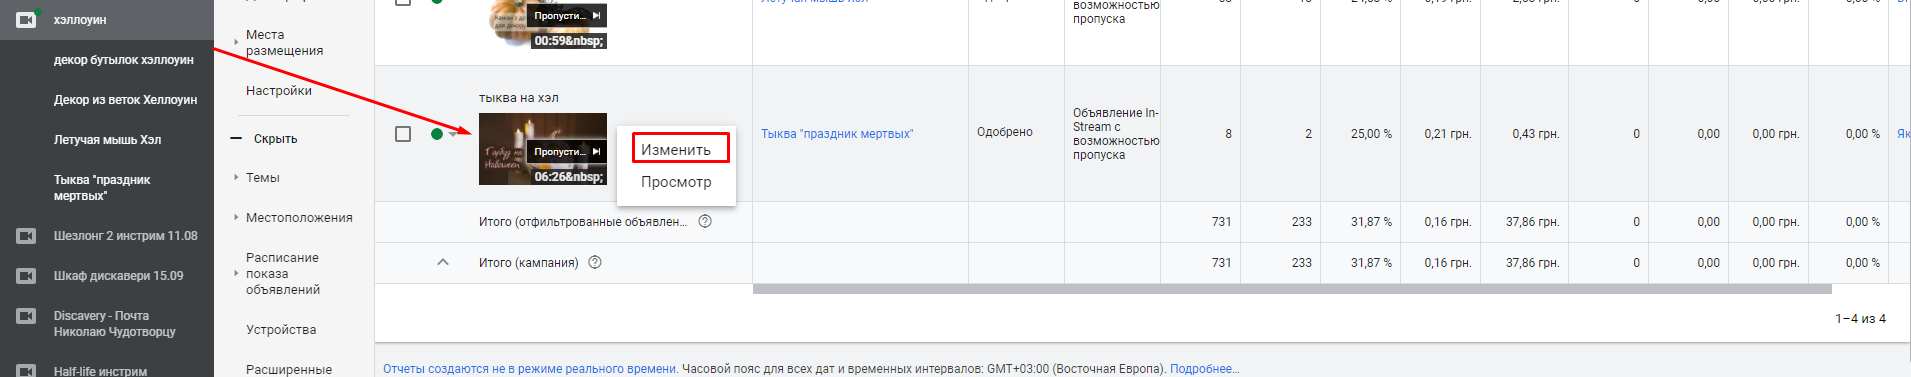 хэллоуин
декор бутылок хэллоуин
Декор из веток Хеллоуин
Летучая мышь Хэл
Тыква "праздник
мертвых"
Шезлонг 2 инстрим 11.08
Шкаф дискавери 15.09
Discavery - Почта
Николаю Чудотворцу
Half-life инстрим
Места
размещения
Настройки
Скрыть
Темы
Местоположения
Расписание
показа
объявлений
Устройства
Расширенные
Пропусти...
00:59&nbsp;
возможностью
пропуска
тыква на хэл
Гарбуз на
Halloween
Пропусти...
06:26&nbsp;
Изменить
Просмотр
Тыква "праздник мертвых"
Одобрено
Объявление In-
Stream с
возможностью
пропуска
8
2
25,00 %
0,21 грн.
0,43 грн.
0
0,00
0,00 грн.
0,00 %
Як
Итого (отфильтрованные объявлен...
731
233
31,87 %
0,16 грн.
37,86 грн.
0
0,00
0,00 грн.
0,00 %
Итого (кампания)
731
233
31,87 %
0,16 грн.
37,86 грн.
0
0,00
0,00 грн.
0,00 %
1–4 из 4
Отчеты создаются не в режиме реального времени. Часовой пояс для всех дат и временных интервалов: GMT+03:00 (Восточная Европа). Подробнее...